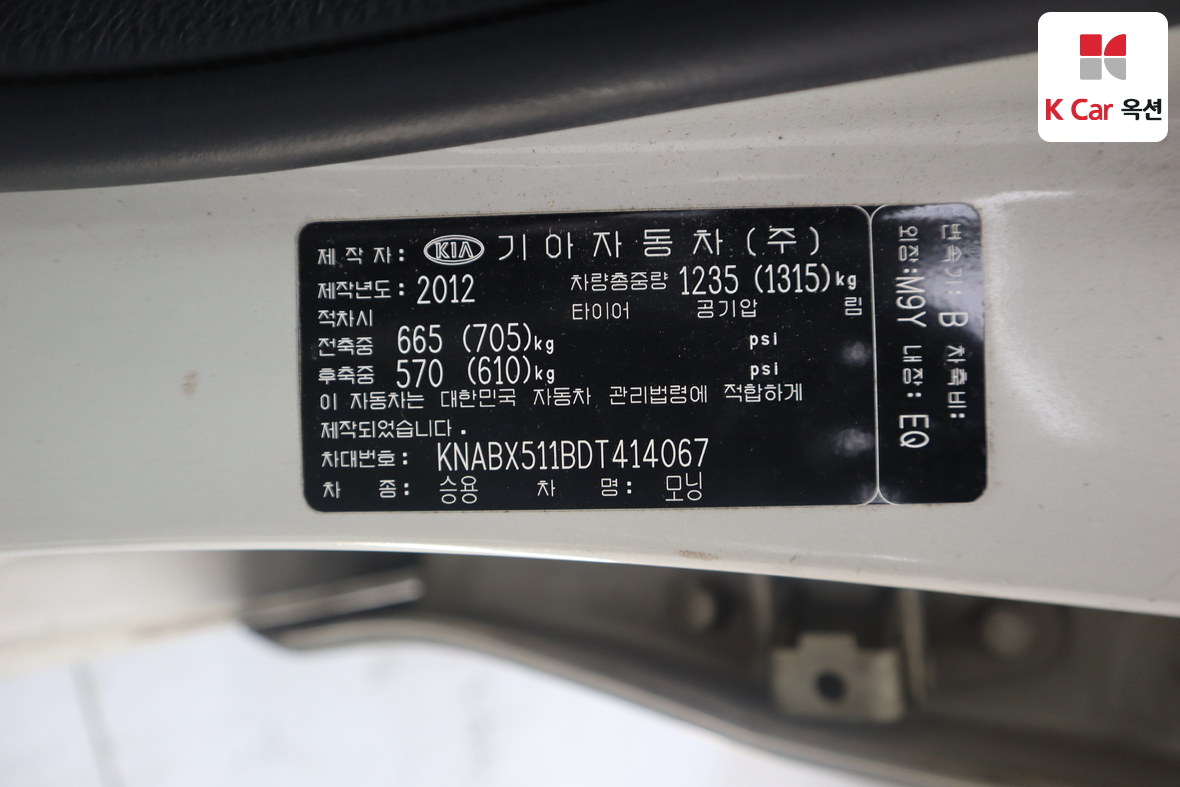 K Car 옥션
제 작 자: KIA 기아자동차(주)
제작년도: 2012 차량총중량 1235 (1315)kg
적차시 타이어 공기압 림
전축중 665 (705)kg psi
후축중 570 (610)kg psi
이 자동차는 대한민국 자동차 관리법령에 적합하게
제작되었습니다.
차대번호: KNABX511BDT414067
차 종: 승용 차 명: 모닝
변속기: B 차축비:
외장:M9Y 내장: EQ